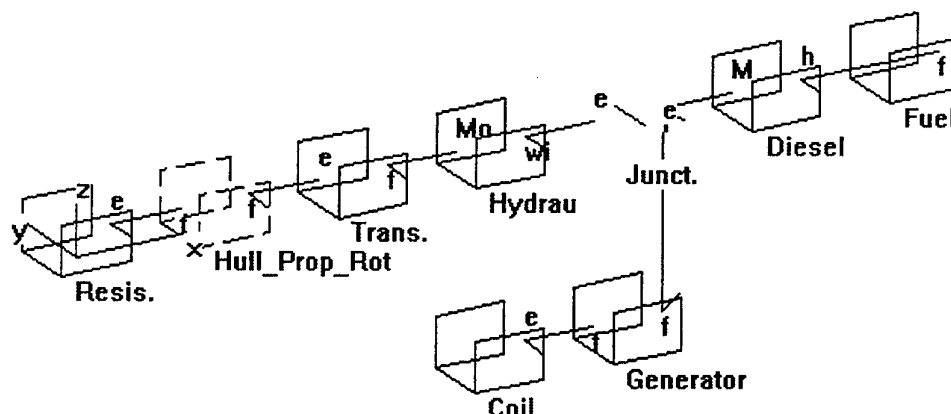 M
h
f
Fuel
Diesel
e
e
Junct.
Mo
wi
Hydrau
e
f
Trans.
f
Hull_Prop_Rot
z
e
f
y
x
Resis.
e
f
f
Generator
Coil